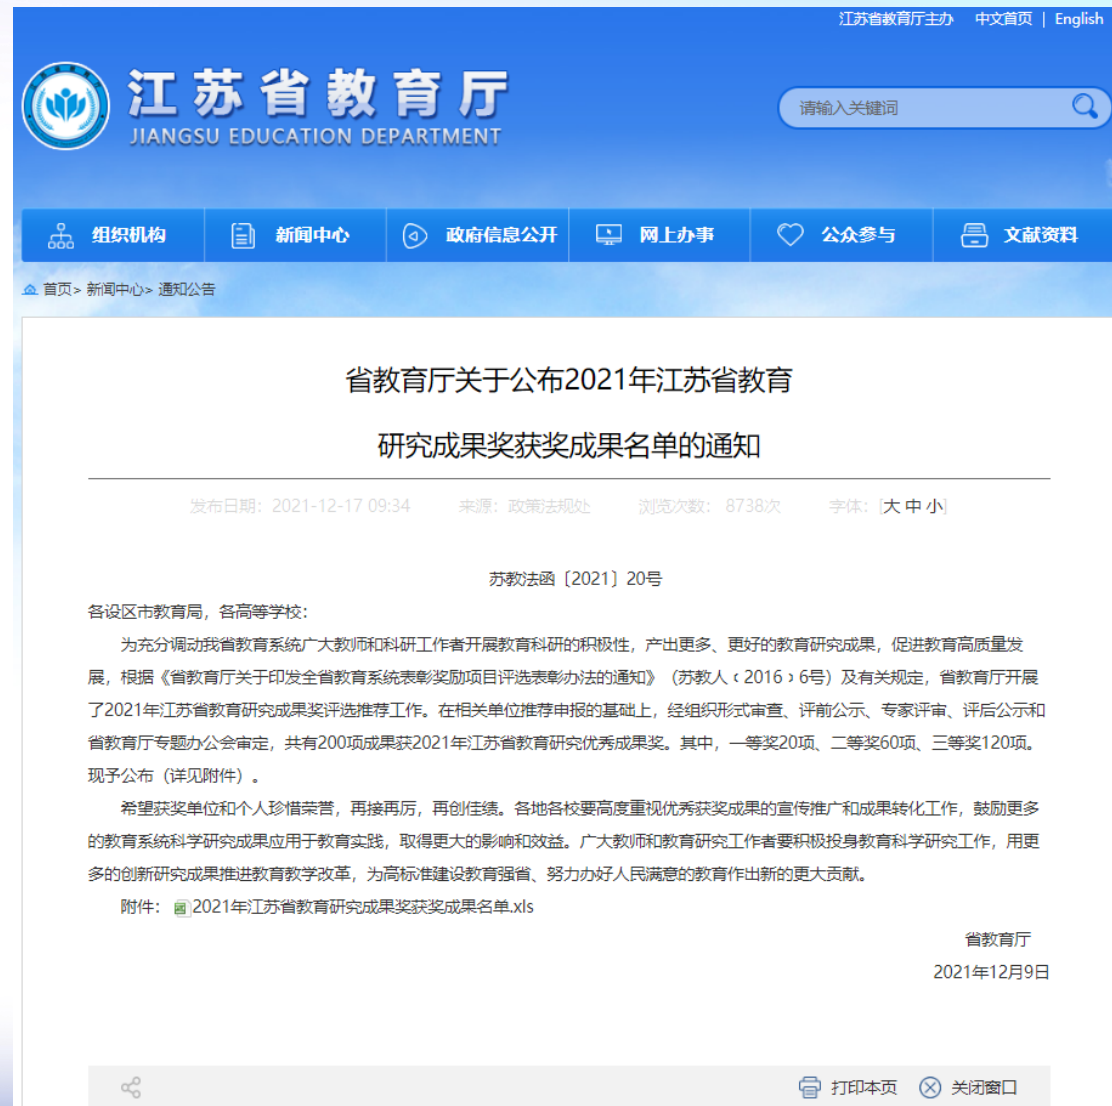 江苏省教育厅主办 中文首页 | English
江苏省教育厅
JIANGSU EDUCATION DEPARTMENT
请输入关键词
组织机构 新闻中心 政府信息公开 网上办事 公众参与 文献资料
首页> 新闻中心> 通知公告
省教育厅关于公布2021年江苏省教育
研究成果奖获奖成果名单的通知
发布日期：2021-12-17 09:34 来源：政策法规处 浏览次数： 8738次 字体：[大 中 小]
苏教法函〔2021〕20号
各设区市教育局，各高等学校：
为充分调动我省教育系统广大教师和科研工作者开展教育科研的积极性，产出更多、更好的教育研究成果，促进教育高质量发
展，根据《省教育厅关于印发全省教育系统表彰奖励项目评选表彰办法的通知》（苏教人﹝2016﹞6号）及有关规定，省教育厅开展
了2021年江苏省教育研究成果奖评选推荐工作。在相关单位推荐申报的基础上，经组织形式审查、评前公示、专家评审、评后公示和
省教育厅专题办公会审定，共有200项成果获2021年江苏省教育研究优秀成果奖。其中，一等奖20项、二等奖60项、三等奖120项。
现予公布（详见附件）。
希望获奖单位和个人珍惜荣誉，再接再厉，再创佳绩。各地各校要高度重视优秀获奖成果的宣传推广和成果转化工作，鼓励更多
的教育系统科学研究成果应用于教育实践，取得更大的影响和效益。广大教师和教育研究工作者要积极投身教育科学研究工作，用更
多的创新研究成果推进教育教学改革，为高标准建设教育强省、努力办好人民满意的教育作出新的更大贡献。
附件： 2021年江苏省教育研究成果奖获奖成果名单.xls
省教育厅
2021年12月9日
打印本页 关闭窗口